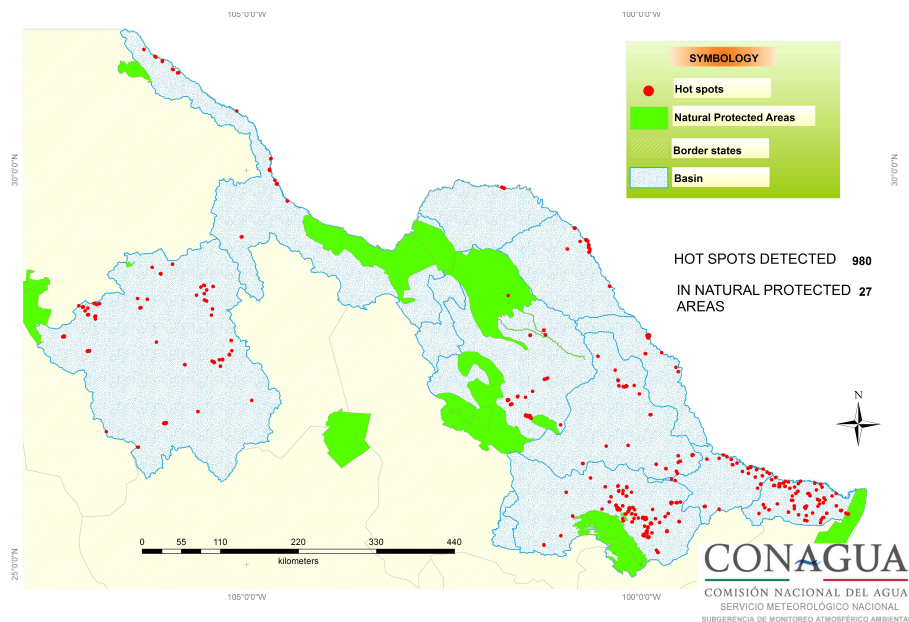 105°0'0"W 100°0'0"W
SYMBOLOGY
Hot spots
Natural Protected Areas
Border states
Basin
30°0'0"N 30°0'0"N
HOT SPOTS DETECTED 980
IN NATURAL PROTECTED 27
AREAS
N
0 55 110 220 330 440
kilometers
25°0'0"N
CONAGUA
COMISIÓN NACIONAL DEL AGUA
SERVICIO METEOROLÓGICO NACIONAL
SUBGERENCIA DE MONITOREO ATMOSFÉRICO AMBIENTAL
105°0'0"W 100°0'0"W